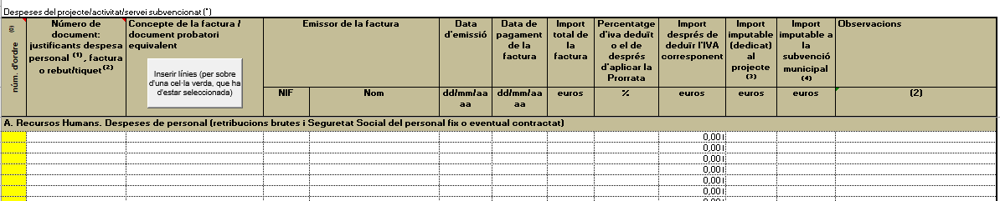 Despeses del projecte/activitat/servei subvencionat (*)
núm. d'ordre (0)
Número de
document:
justificants despesa
personal (1), factura
o rebut/tiquet(2)
Concepte de la factura /
document probatori
equivalent
Inserir línies (per sobre
d'una cel·la verda, que ha
d'estar seleccionada)
Emissor de la factura
NIF
Nom
Data
d'emissió
dd/mm/aa
aa
Data de
pagament
de la
factura
dd/mm/aa
aa
Import
total de
la
factura
euros
Percentatge
d'iva deduït
o el de
després
d'aplicar la
Prorrata
%
Import
després de
deduïr l'IVA
corresponent
euros
Import
imputable
(dedicat)
al
projecte
(3)
euros
Import
imputable a
la
subvenció
municipal
(4)
euros
Observacions
(2)
A. Recursos Humans. Despeses de personal (retribucions brutes i Seguretat Social del personal fix o eventual contractat)
0,00
0,00
0,00
0,00
0,00
0,00